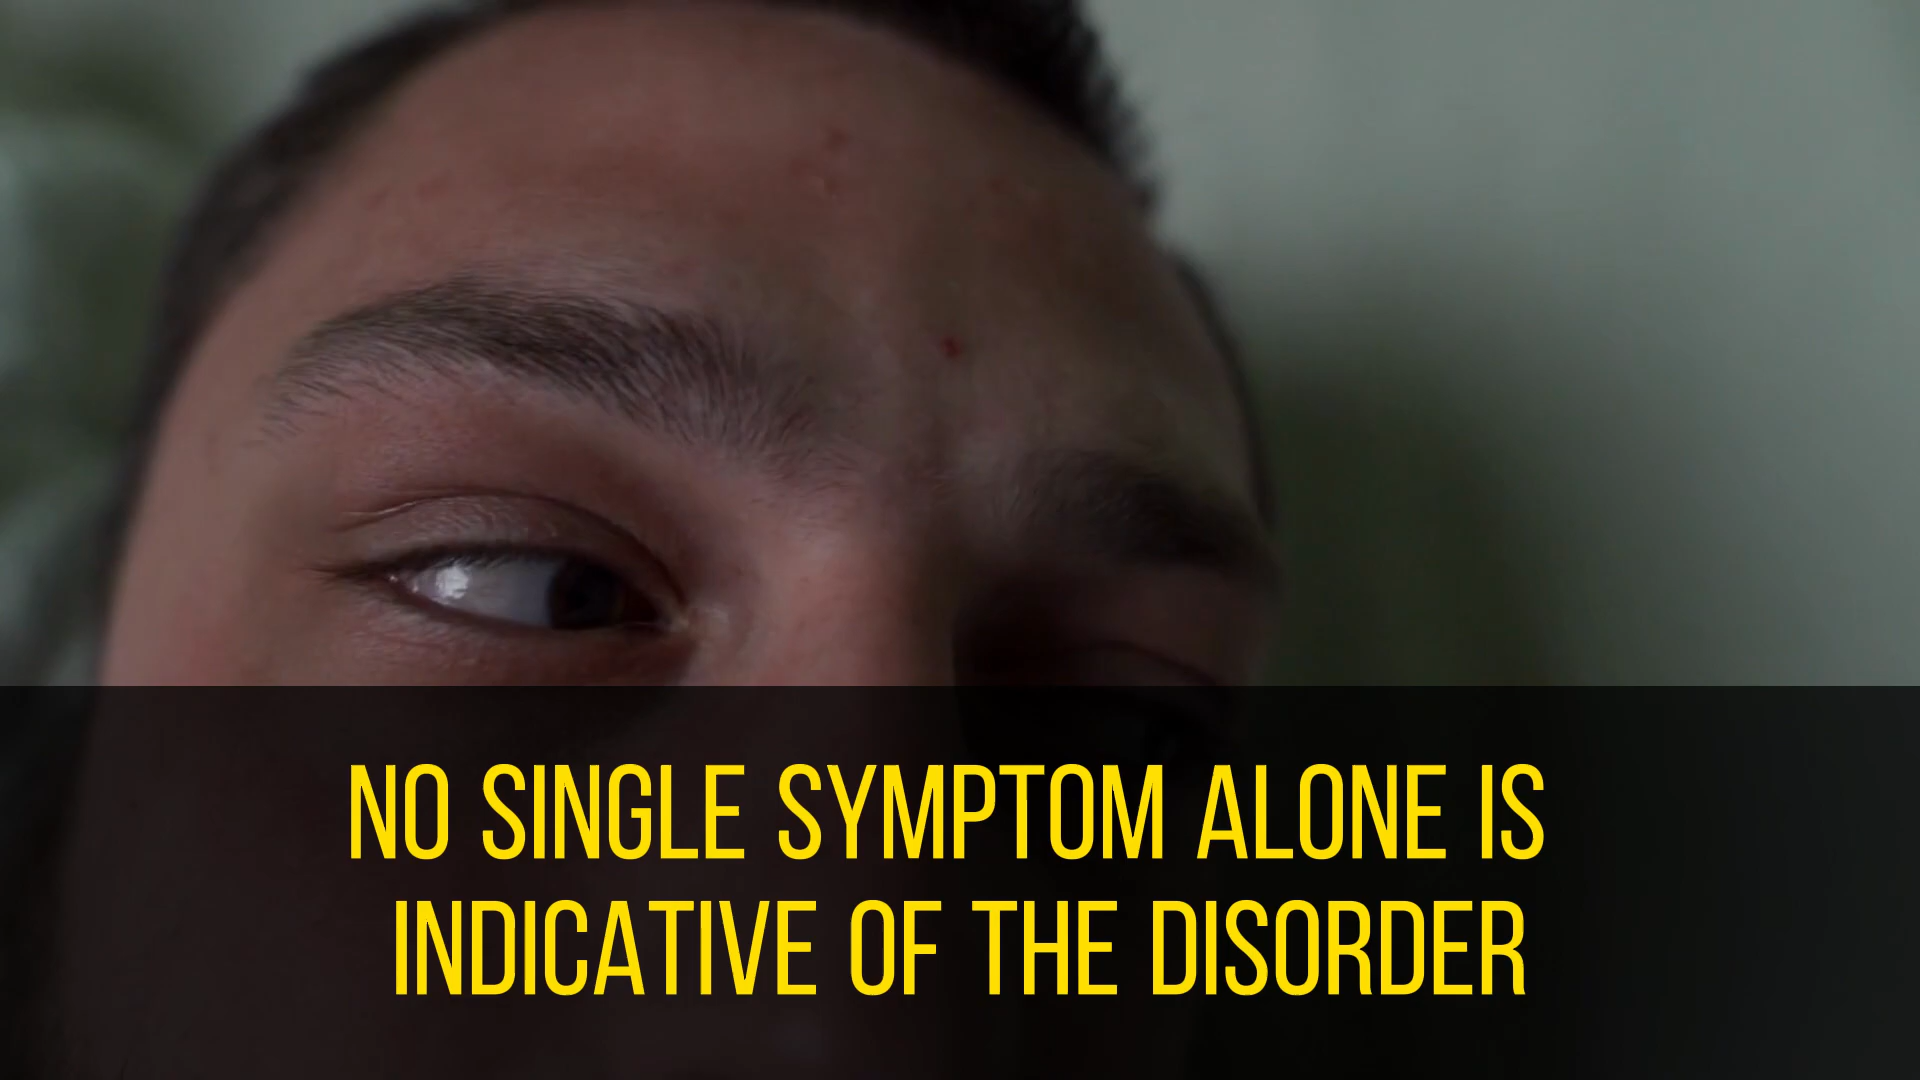 NO SINGLE SYMPTOM ALONE IS
INDICATIVE OF THE DISORDER